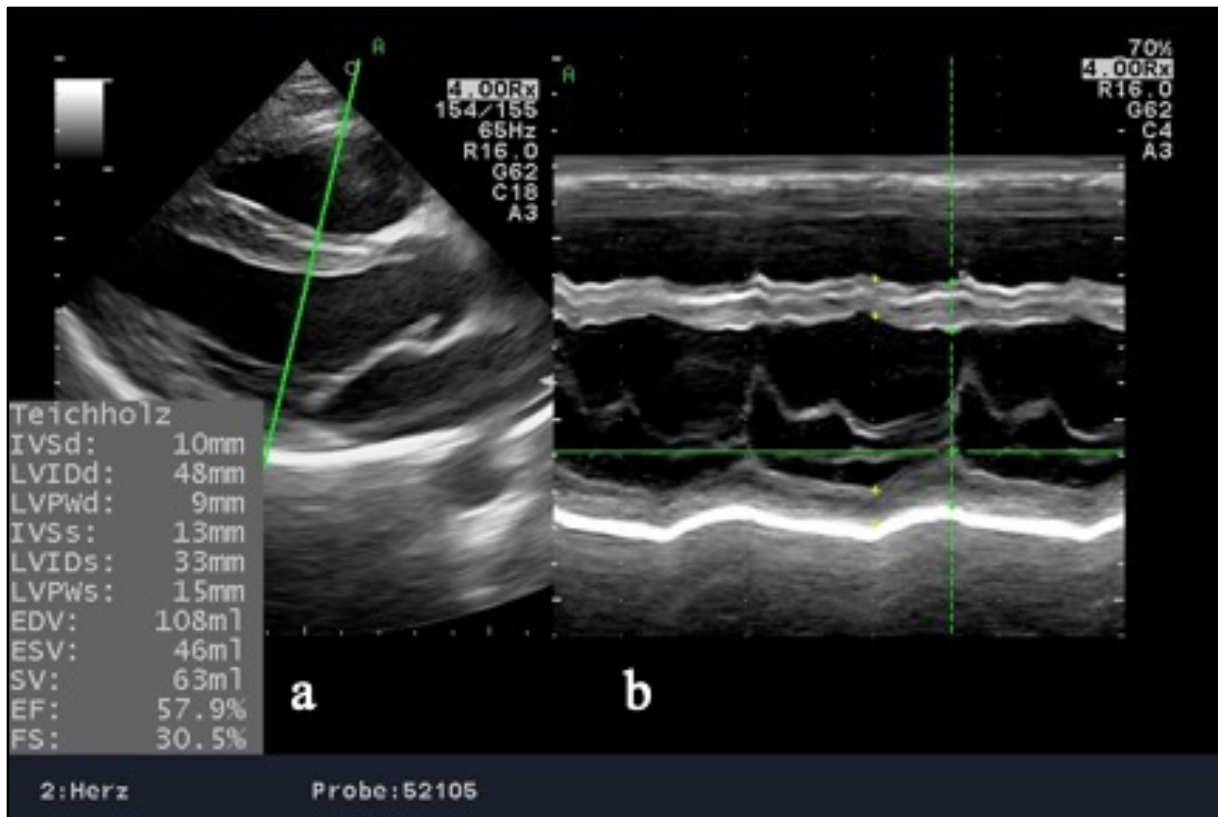 A
4.00Rx
154/155
65Hz
R16.0
G62
C18
A3
A
70%
4.00Rx
R16.0
G62
C4
A3
Teichholz
IVSd: 10mm
LVIDd: 48mm
LVPWd: 9mm
IVSs: 13mm
LVIDs: 33mm
LVPWs: 15mm
EDV: 108ml
ESV: 46ml
SV: 63ml
EF: 57.9%
FS: 30.5%
a
b
2:Herz Probe:52105